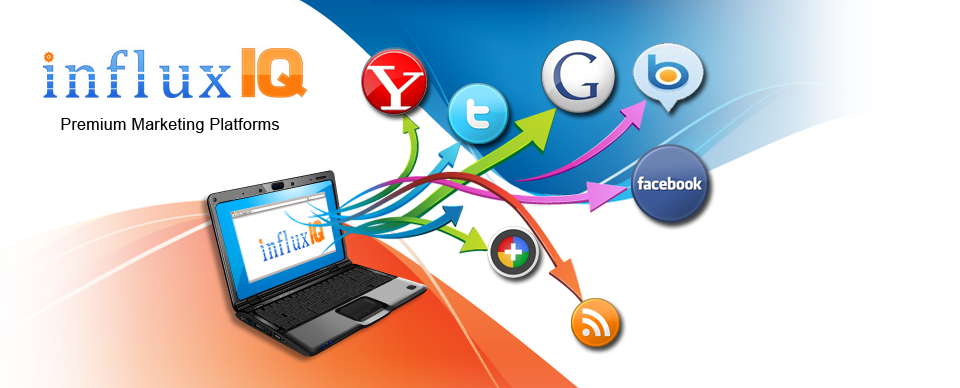 influxIQ
Premium Marketing Platforms
Y
t
G
b
facebook
influxIQ